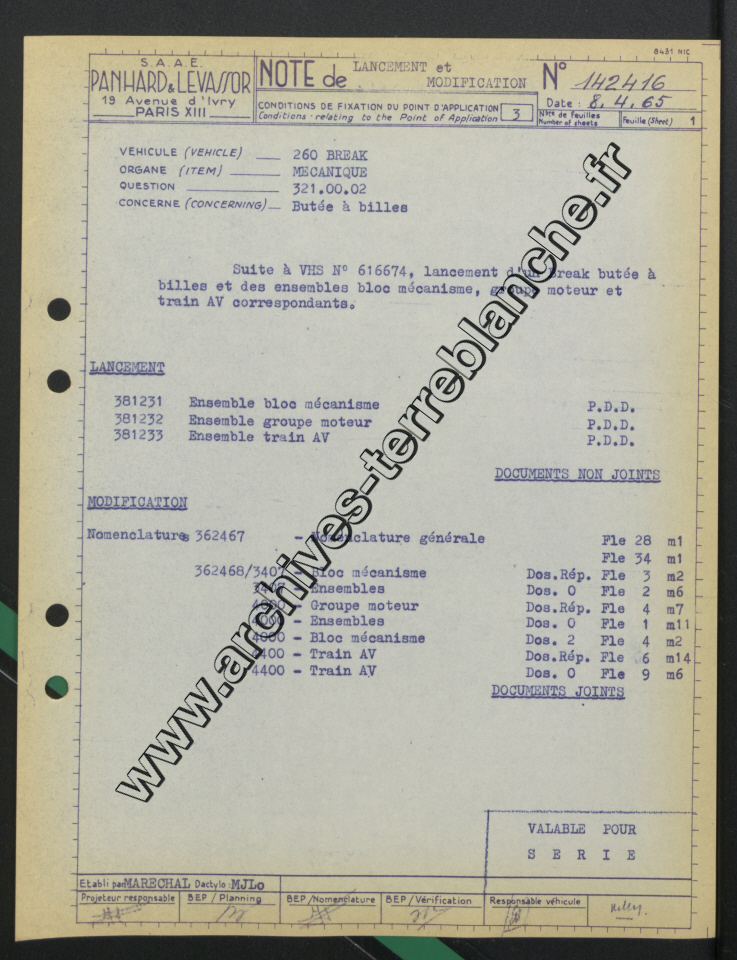 8431 NIC
S.A.A.E.
PANHARD & LEVASSOR
19 Avenue d'Ivry
PARIS XIII
NOTE de LANCEMENT et
MODIFICATION
N° 142416
Date : 8.4.65
CONDITIONS DE FIXATION DU POINT D'APPLICATION
Conditions relating to the Point of Application
3
Nbre de feuilles
Number of sheets
Feuille (Sheet) 1
VEHICULE (VEHICLE) 260 BREAK
ORGANE (ITEM) MECANIQUE
QUESTION 321.00.02
CONCERNE (CONCERNING) Butée à billes
Suite à VHS N° 616674, lancement d'un Break butée à
billes et des ensembles bloc mécanisme, groupe moteur et
train AV correspondants.
LANCEMENT
381231 Ensemble bloc mécanisme P.D.D.
381232 Ensemble groupe moteur P.D.D.
381233 Ensemble train AV P.D.D.
DOCUMENTS NON JOINTS
MODIFICATION
Nomenclatures 362467 - Nomenclature générale Fle 28 m1
Fle 34 m1
362468/3407 - Bloc mécanisme Dos.Rép. Fle 3 m2
3407 - Ensembles Dos. O Fle 2 m6
4000 - Groupe moteur Dos.Rép. Fle 4 m7
4000 - Ensembles Dos. O Fle 1 m11
4000 - Bloc mécanisme Dos. 2 Fle 4 m2
4400 - Train AV Dos.Rép. Fle 6 m14
4400 - Train AV Dos. O Fle 9 m6
DOCUMENTS JOINTS
www.archives-terreblanche.fr
VALABLE POUR
S E R I E
Etabli par MARECHAL Dactylo : MJLo
Projeteur responsable
BEP / Planning
BEP / Nomenclature
BEP / Vérification
Responsable véhicule